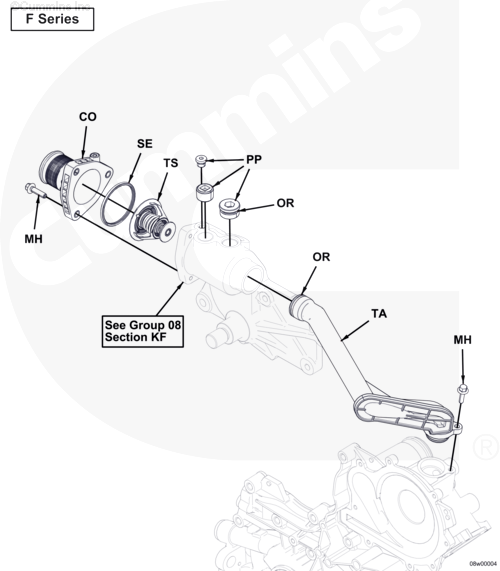 ©Cummins Inc.
F Series
cummins
CO
SE
TS
PP
OR
MH
OR
TA
MH
See Group 08
Section KF
®
08w00004